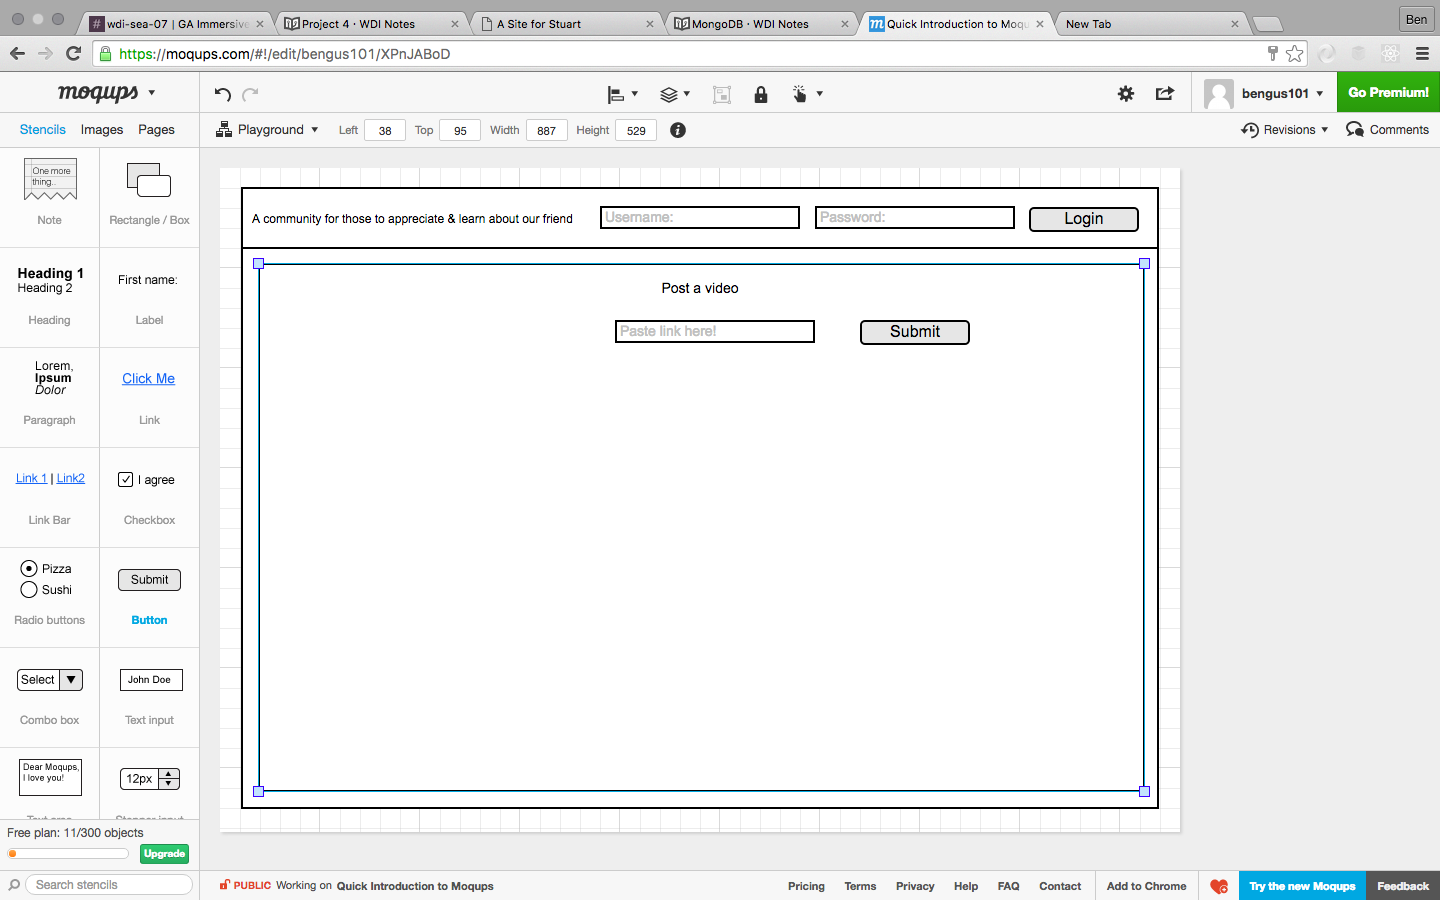 wdi-sea-07 | GA Immersive
Project 4 · WDI Notes
A Site for Stuart
MongoDB · WDI Notes
Quick Introduction to Moqu
New Tab
Ben
https://moqups.com/#!/edit/bengus101/XPnJABoD
moqups
bengus101
Go Premium!
Stencils Images Pages
Playground Left 38 Top 95 Width 887 Height 529
Revisions Comments
One more
thing..
Note
Rectangle / Box
Heading 1
Heading 2
Heading
First name:
Label
Lorem,
Ipsum
Dolor
Paragraph
Click Me
Link
Link 1 | Link2
Link Bar
I agree
Checkbox
Pizza
Sushi
Radio buttons
Submit
Button
Select
Combo box
John Doe
Text input
Dear Moqups,
I love you!
Text area
12px
Stepper input
A community for those to appreciate & learn about our friend
Username:
Password:
Login
Post a video
Paste link here!
Submit
Free plan: 11/300 objects
Upgrade
Search stencils
PUBLIC Working on Quick Introduction to Moqups
Pricing Terms Privacy Help FAQ Contact Add to Chrome
Try the new Moqups
Feedback